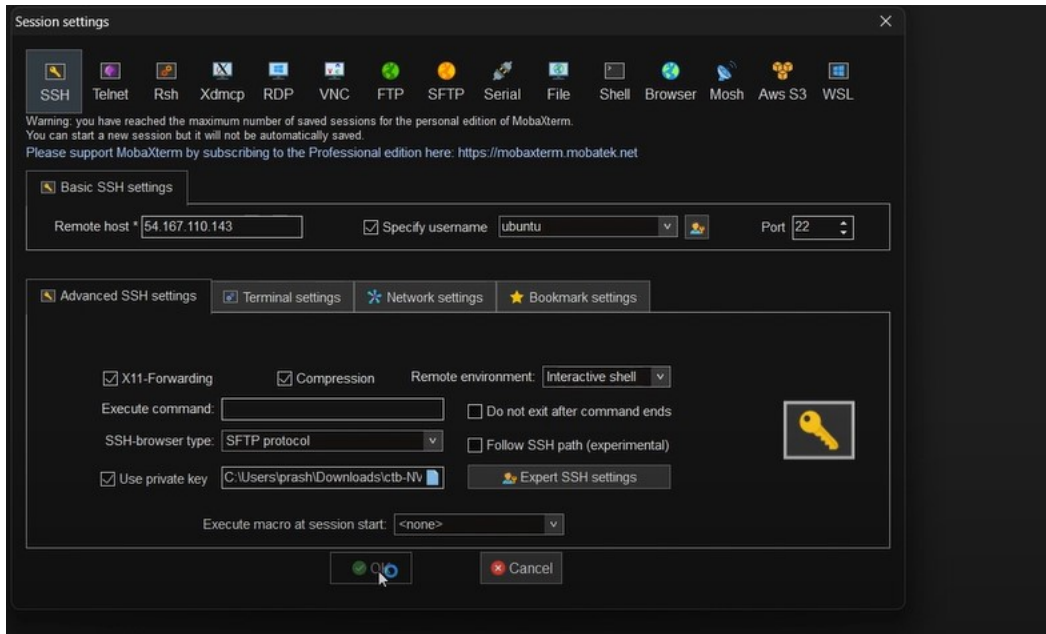 Session settings
SSH Telnet Rsh Xdmcp RDP VNC FTP SFTP Serial File Shell Browser Mosh Aws S3 WSL
Warning: you have reached the maximum number of saved sessions for the personal edition of MobaXterm.
You can start a new session but it will not be automatically saved.
Please support MobaXterm by subscribing to the Professional edition here: https://mobaxterm.mobatek.net
Basic SSH settings
Remote host * 54.167.110.143 Specify username ubuntu Port 22
Advanced SSH settings Terminal settings Network settings Bookmark settings
X11-Forwarding Compression Remote environment: Interactive shell
Execute command: Do not exit after command ends
SSH-browser type: SFTP protocol Follow SSH path (experimental)
Use private key C:\Users\prash\Downloads\ctb-NV Expert SSH settings
Execute macro at session start: <none>
OK Cancel